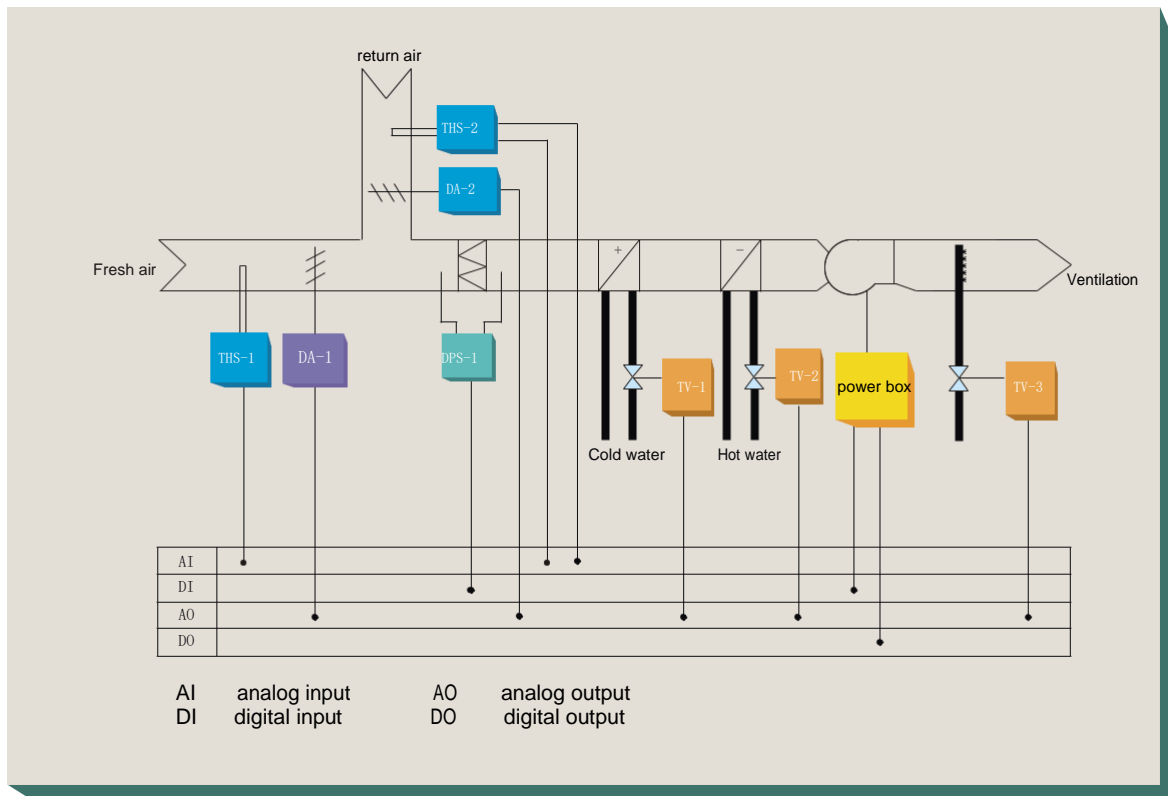 return air
THS-2
DA-2
+
-
Fresh air
Ventilation
THS-1
DA-1
DPS-1
TV-1
TV-2
power box
TV-3
Cold water
Hot water
AI
DI
AO
DO
AI analog input AO analog output
DI digital input DO digital output